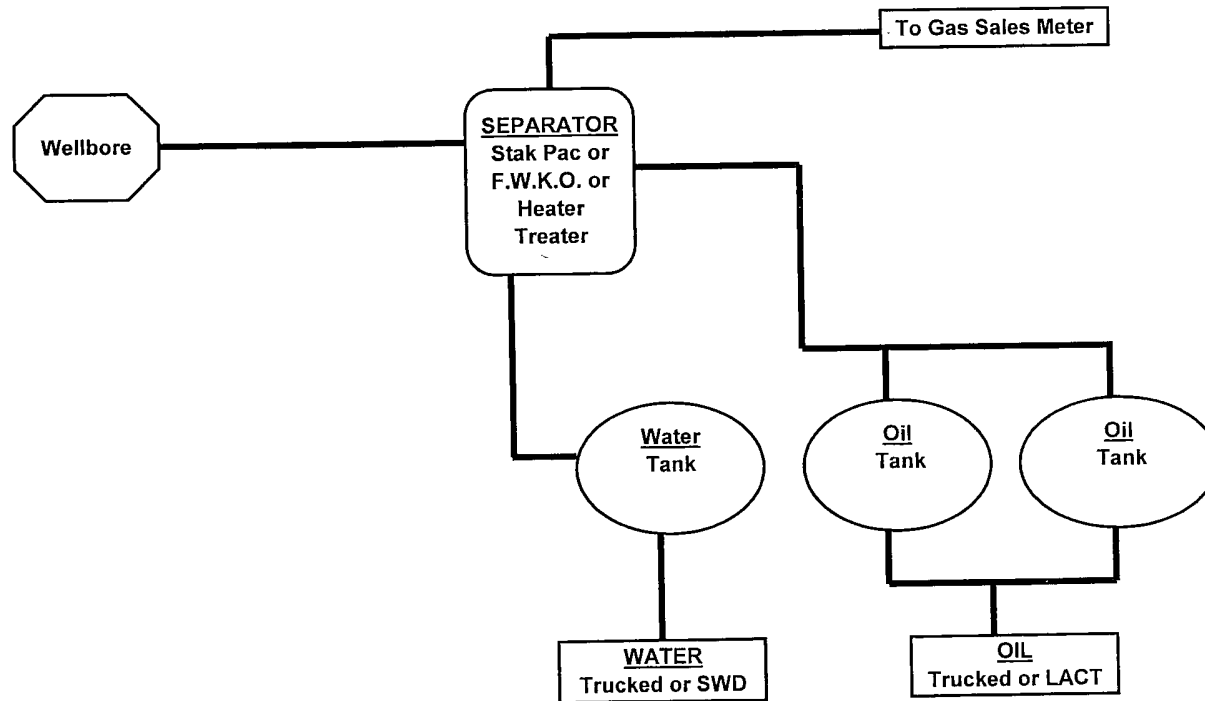 To Gas Sales Meter
Wellbore
SEPARATOR
Stak Pac or
F.W.K.O. or
Heater
Treater
Water
Tank
Oil
Tank
Oil
Tank
WATER
Trucked or SWD
OIL
Trucked or LACT